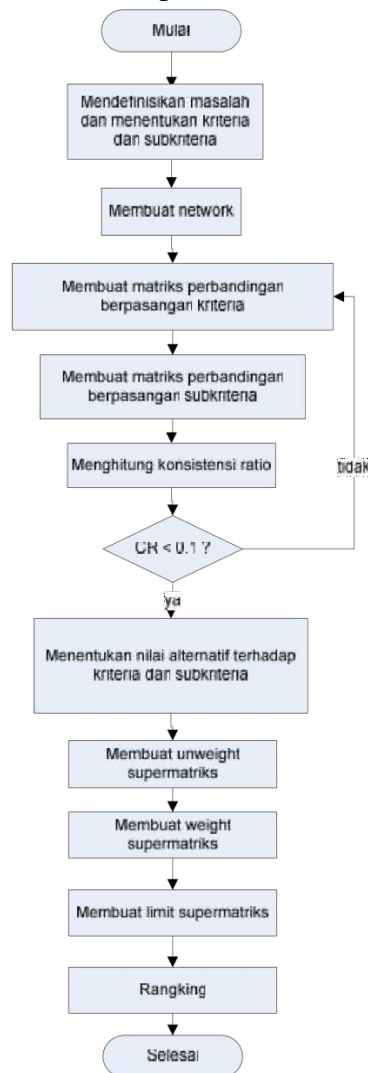 Mulai
Mendefinisikan masalah
dan menentukan kriteria
dan subkriteria
Membuat network
Membuat matriks perbandingan
berpasangan kriteria
Membuat matriks perbandingan
berpasangan subkriteria
Menghitung konsistensi ratio
tidak
CR < 0.1 ?
ya
Menentukan nilai alternatif terhadap
kriteria dan subkriteria
Membuat unweight
supermatriks
Membuat weight
supermatriks
Membuat limit supermatriks
Rangking
Selesai